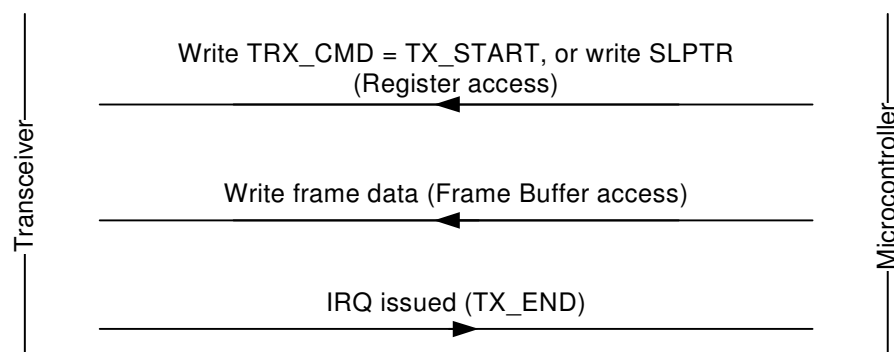 Write TRX_CMD = TX_START, or write SLPTR
(Register access)
Transceiver
Microcontroller
Write frame data (Frame Buffer access)
IRQ issued (TX_END)